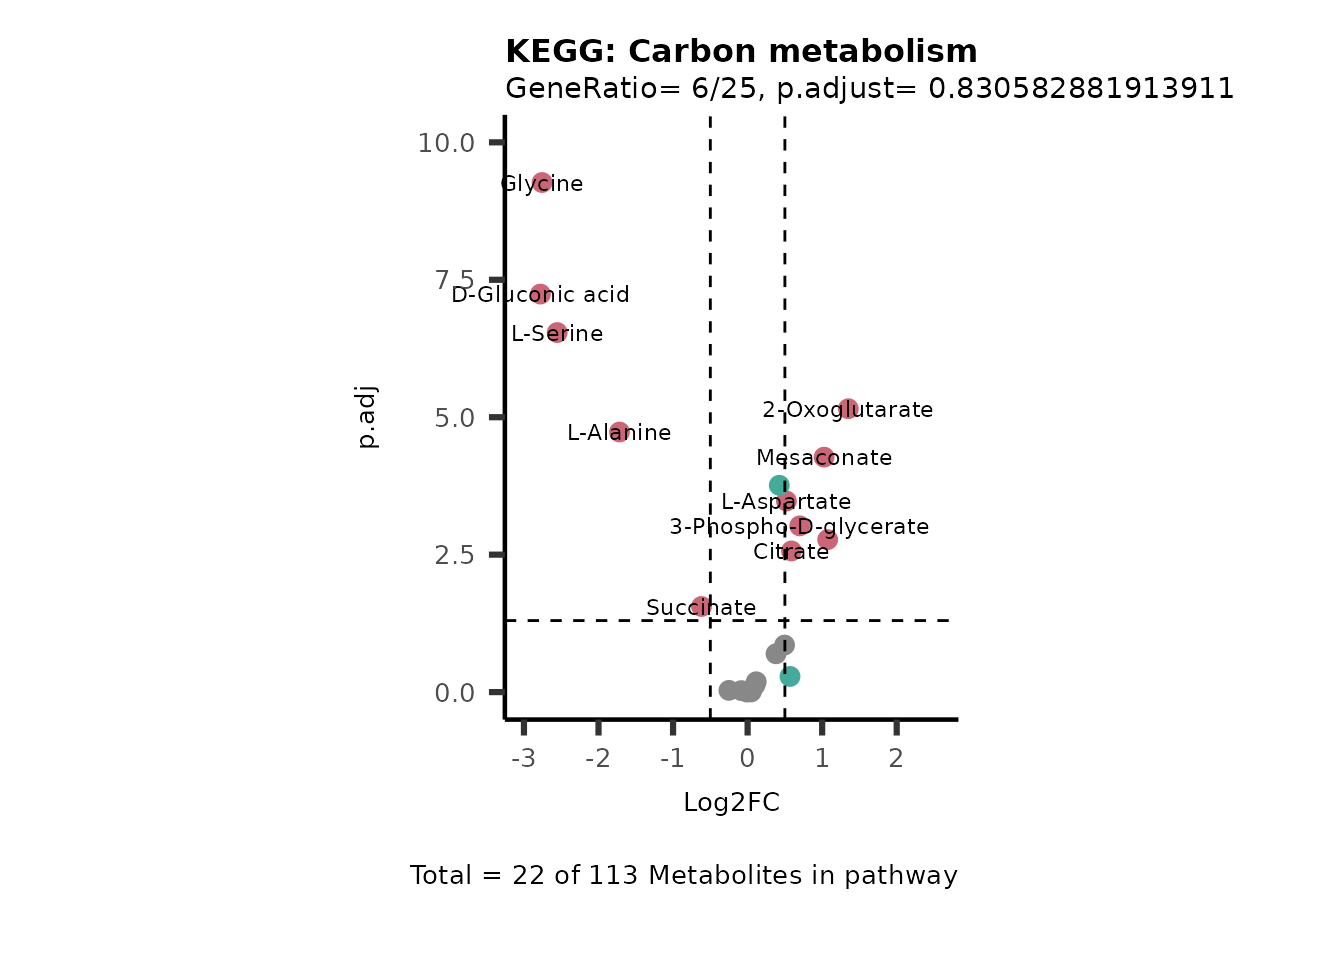 KEGG: Carbon metabolism
GeneRatio= 6/25, p.adjust= 0.830582881913911
10.0
Glycine
7.5
D-Gluconic acid
L-Serine
5.0
2-Oxoglutarate
L-Alanine
Mesaconate
L-Aspartate
3-Phospho-D-glycerate
2.5
Citrate
Succinate
0.0
p.adj
-3 -2 -1 0 1 2
Log2FC
Total = 22 of 113 Metabolites in pathway